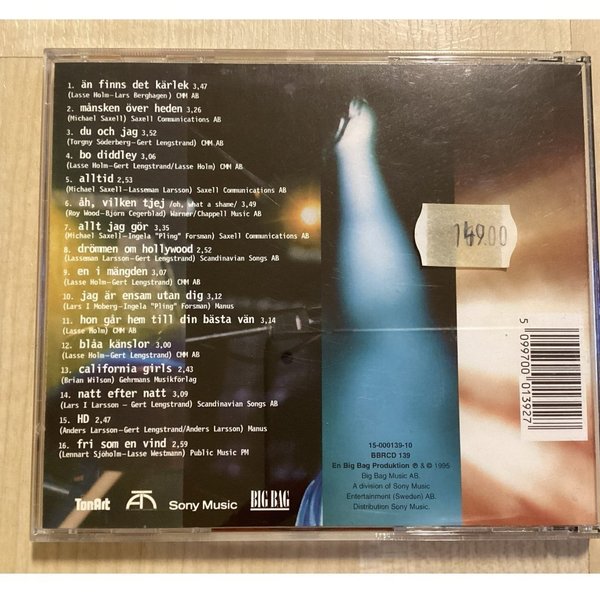 1. än finns det kärlek 3,47
(Lasse Holm-Lars Berghagen) CMM AB
2. månsken över heden 3,26
(Michael Saxell) Saxell Communications AB
3. du och jag 3,52
(Torgny Söderberg-Gert Lengstrand) CMM AB
4. bo diddley 3,06
(Lasse Holm-Gert Lengstrand/Lasse Holm) CMM AB
5. alltid 2,53
(Michael Saxell-Lasseman Larsson) Saxell Communications AB
6. åh, vilken tjej /oh, what a shame/ 3,49
(Roy Wood-Björn Cegerblad) Warner/Chappell Music AB
7. allt jag gör 3,35
(Michael Saxell-Ingela "Pling" Forsman) Saxell Communications AB
8. drömmen om hollywood 2,52
(Lasseman Larsson-Gert Lengstrand) Scandinavian Songs AB
9. en i mängden 3,07
(Lasse Holm-Gert Lengstrand) CMM AB
10. jag är ensam utan dig 3,12
(Lars I Moberg-Ingela "Pling" Forsman) Manus
11. hon går hem till din bästa vän 3,14
(Lasse Holm) CMM AB
12. blåa känslor 3,00
(Lasse Holm-Gert Lengstrand) CMM AB
13. california girls 2,43
(Brian Wilson) Gehrmans Musikförlag
14. natt efter natt 3,09
(Lars I Larsson - Gert Lengstrand) Scandinavian Songs AB
15. HD 2,47
(Anders Larsson-Gert Lengstrand/Anders Larsson) Manus
16. fri som en vind 2,59
(Lennart Sjöholm-Lasse Westmann) Public Music PM
TonArt
Sony Music
BIG BAG
149.00
5 099700 013927
15-000139-10
BBRCD 139
En Big Bag Produktion ℗ & © 1995
Big Bag Music AB.
A division of Sony Music
Entertainment (Sweden) AB.
Distribution Sony Music.